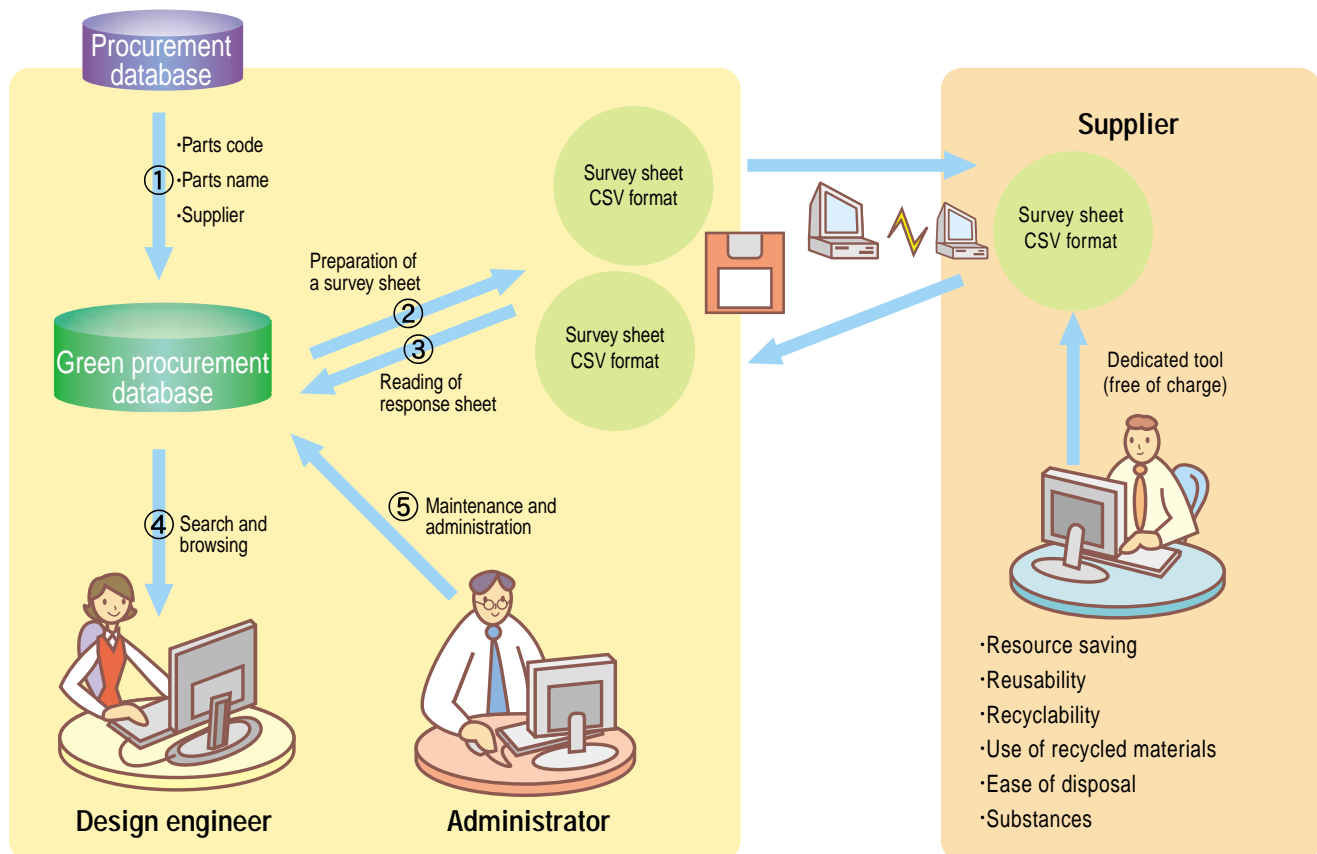 Procurement
database
·Parts code
① ·Parts name
·Supplier
Green procurement
database
Preparation of
a survey sheet
②
③
Reading of
response sheet
Survey sheet
CSV format
Survey sheet
CSV format
④ Search and
browsing
⑤ Maintenance and
administration
Design engineer
Administrator
Supplier
Survey sheet
CSV format
Dedicated tool
(free of charge)
·Resource saving
·Reusability
·Recyclability
·Use of recycled materials
·Ease of disposal
·Substances